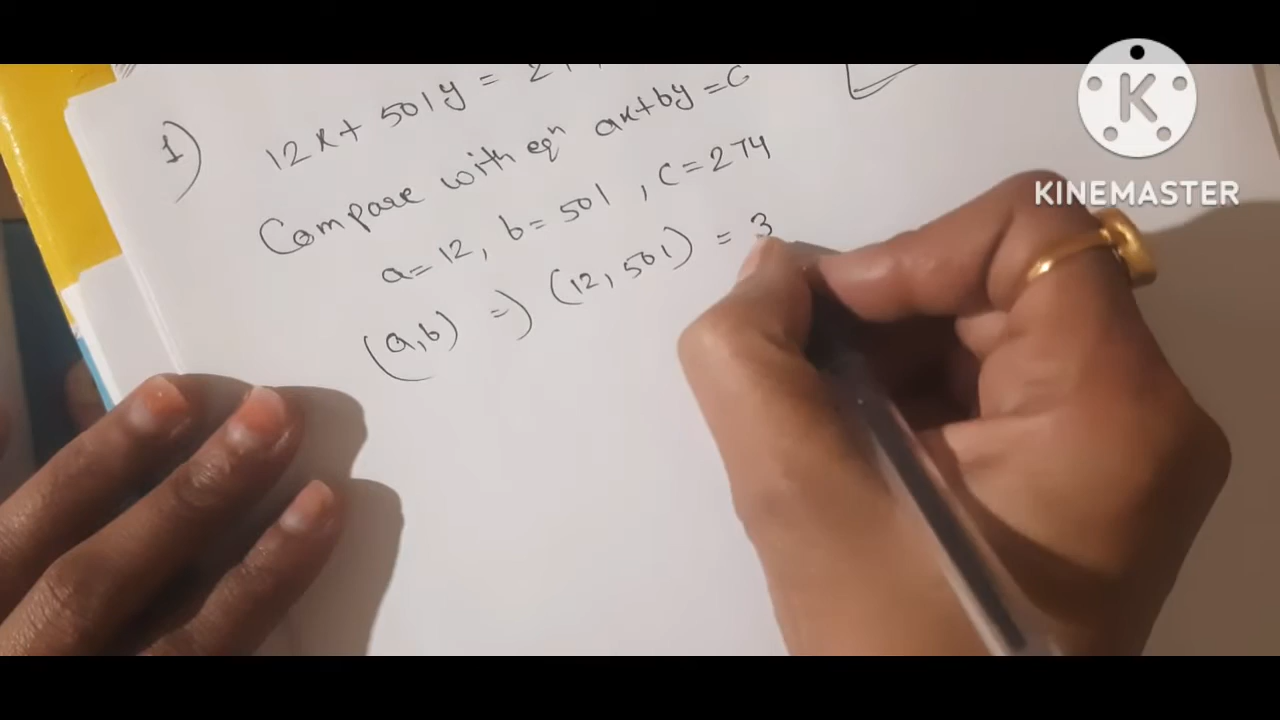 1) 12x + 501y =
Compare with eqn ax+by = c
a = 12, b = 501, c = 274
(a,b) => (12, 501) = 3
K
KINEMASTER